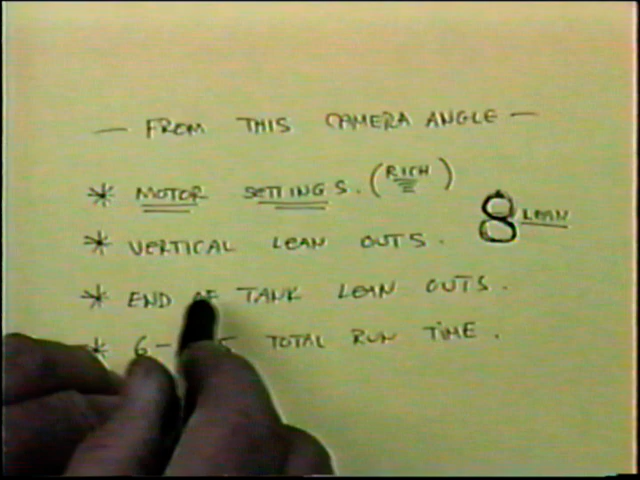 — FROM THIS CAMERA ANGLE —
* MOTOR SETTINGS. (RICH)
* VERTICAL LEAN OUTS. 8 LEAN
* END OF TANK LEAN OUTS.
* 6- TOTAL RUN TIME.